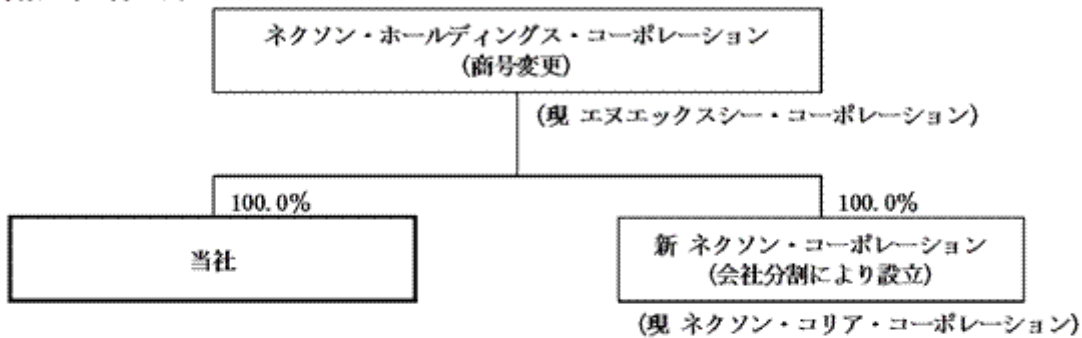 ネクソン・ホールディングス・コーポレーション
(商号変更)
(現 エヌエックスシー・コーポレーション)
100.0%
100.0%
当社
新 ネクソン・コーポレーション
(会社分割により設立)
(現 ネクソン・コリア・コーポレーション)